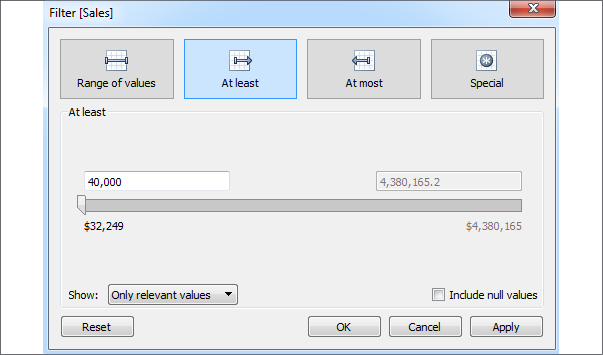 Filter [Sales]
Range of values
At least
At most
Special
At least
40,000
4,380,165.2
$32,249
$4,380,165
Show:
Only relevant values
Include null values
Reset
OK
Cancel
Apply